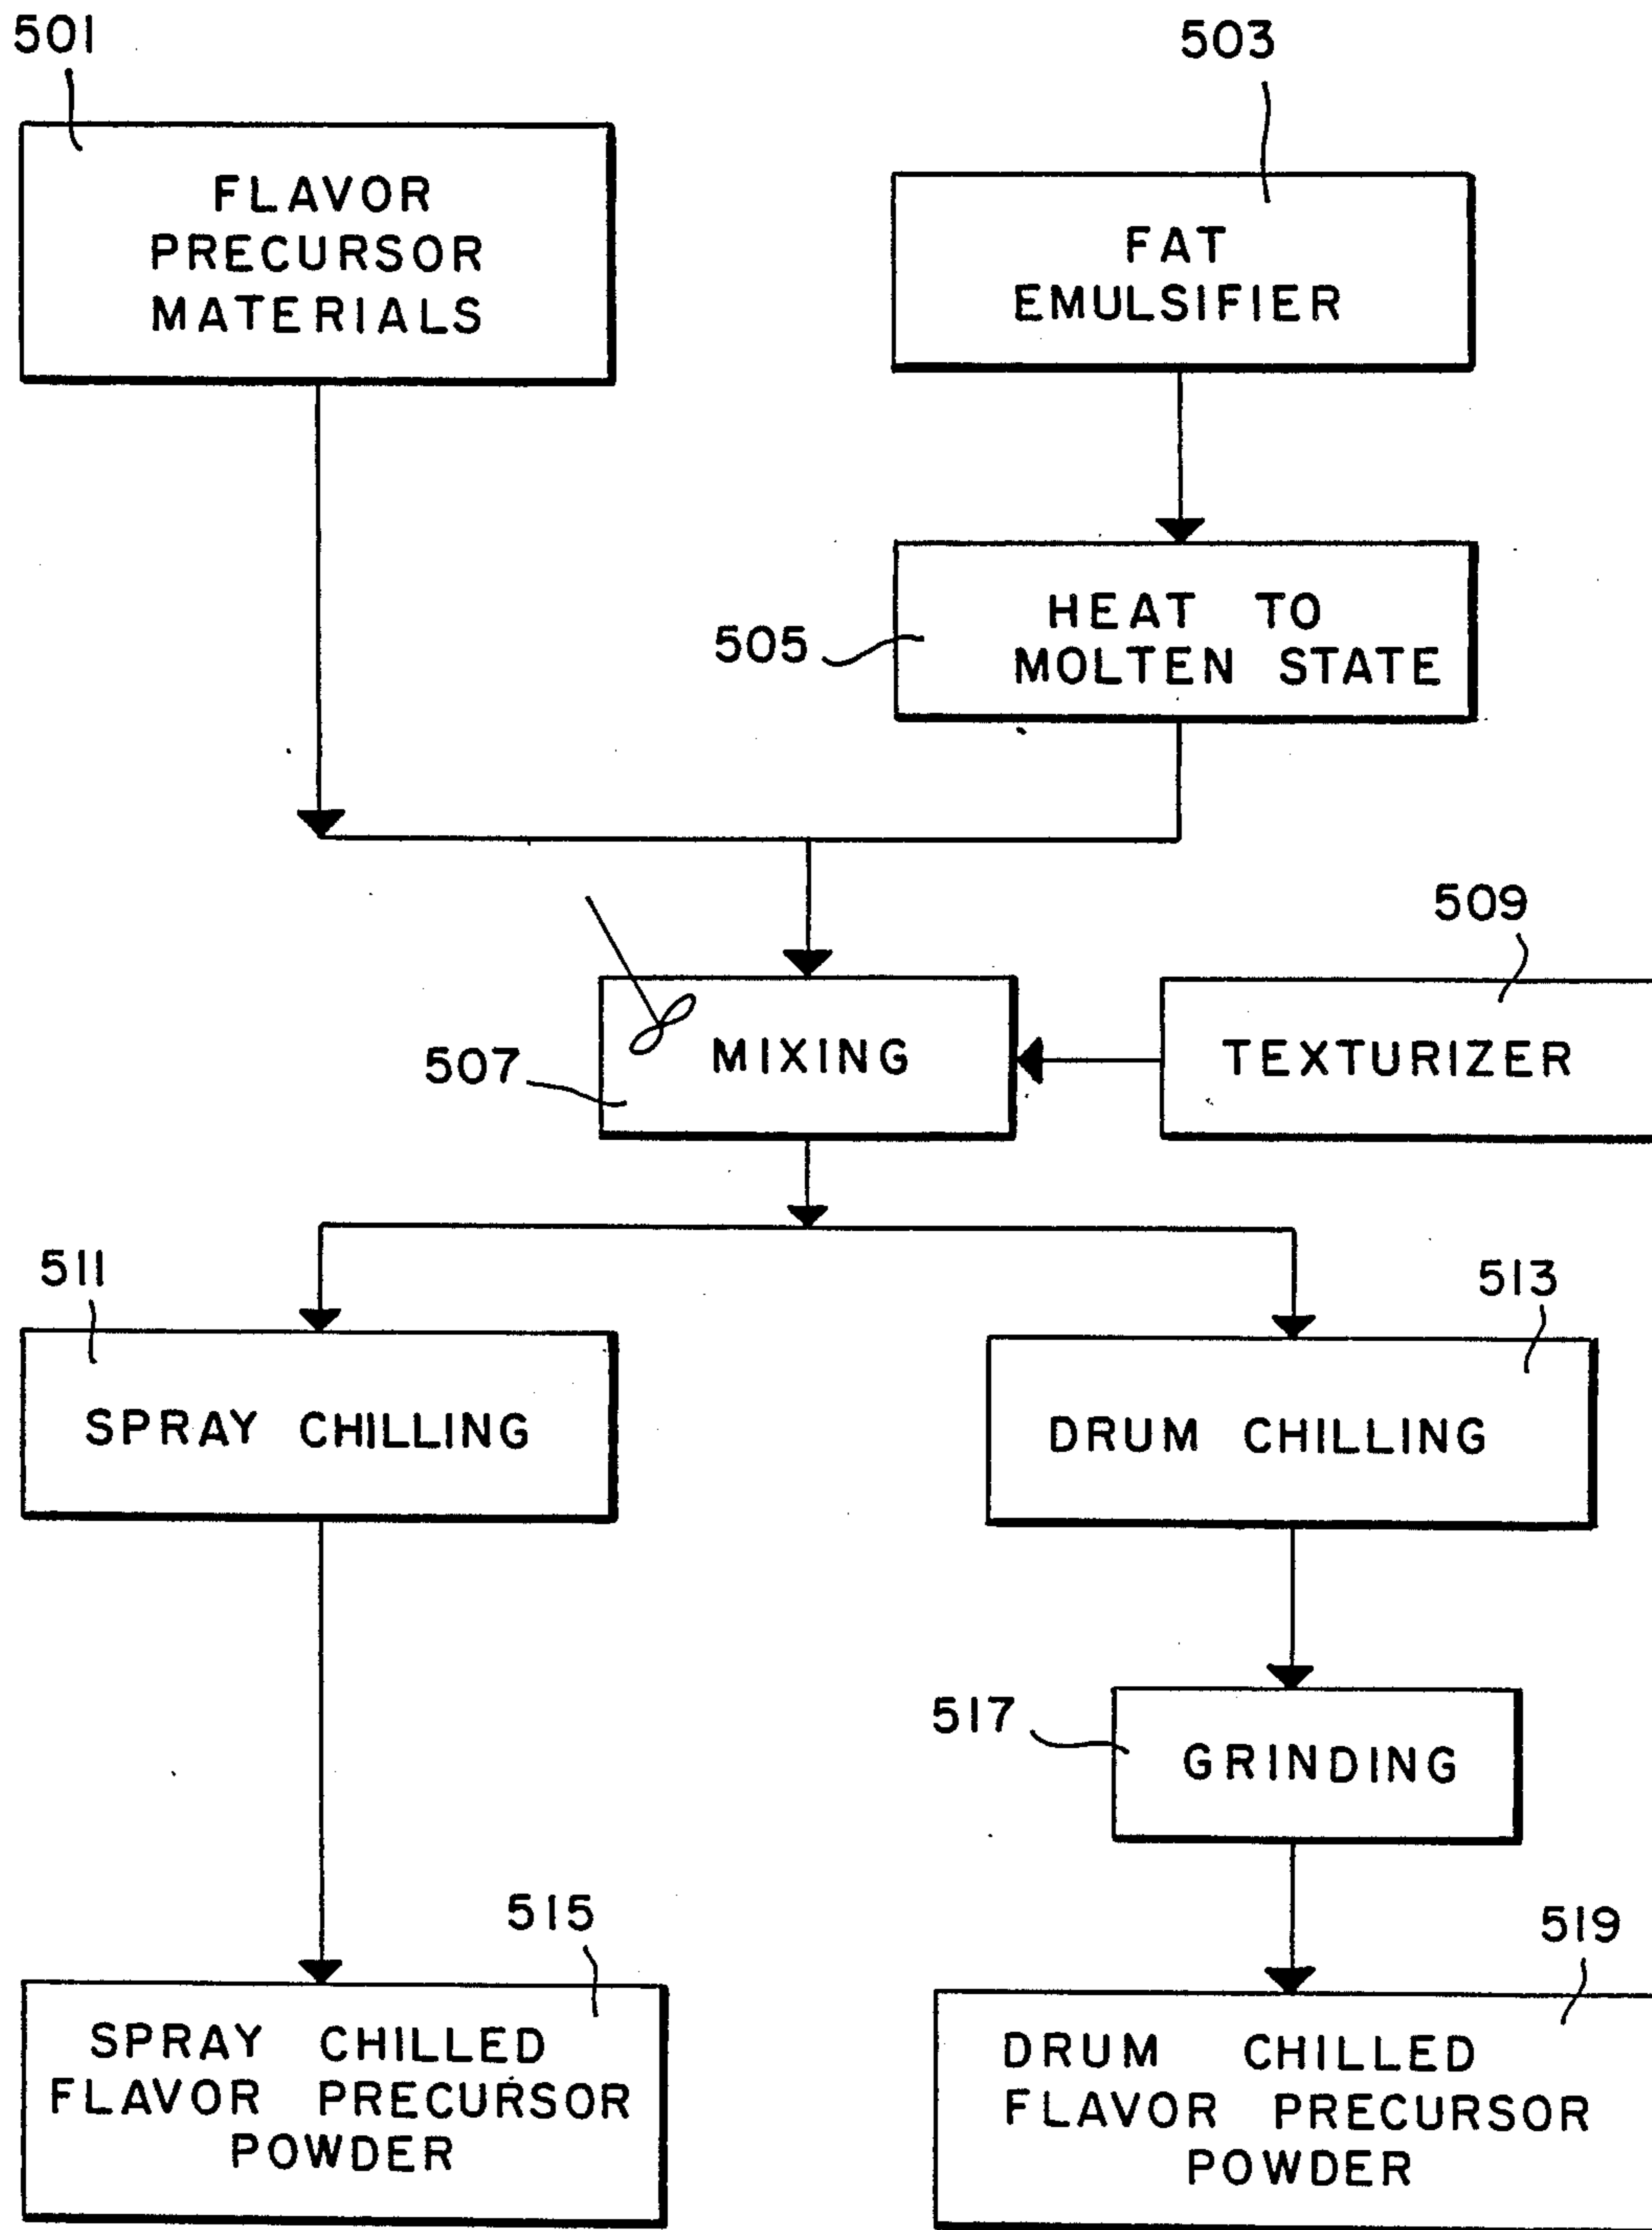 501
503
FLAVOR
PRECURSOR
MATERIALS
FAT
EMULSIFIER
505
HEAT TO
MOLTEN STATE
509
507
MIXING
TEXTURIZER
511
513
SPRAY CHILLING
DRUM CHILLING
517
GRINDING
515
519
SPRAY CHILLED
FLAVOR PRECURSOR
POWDER
DRUM CHILLED
FLAVOR PRECURSOR
POWDER